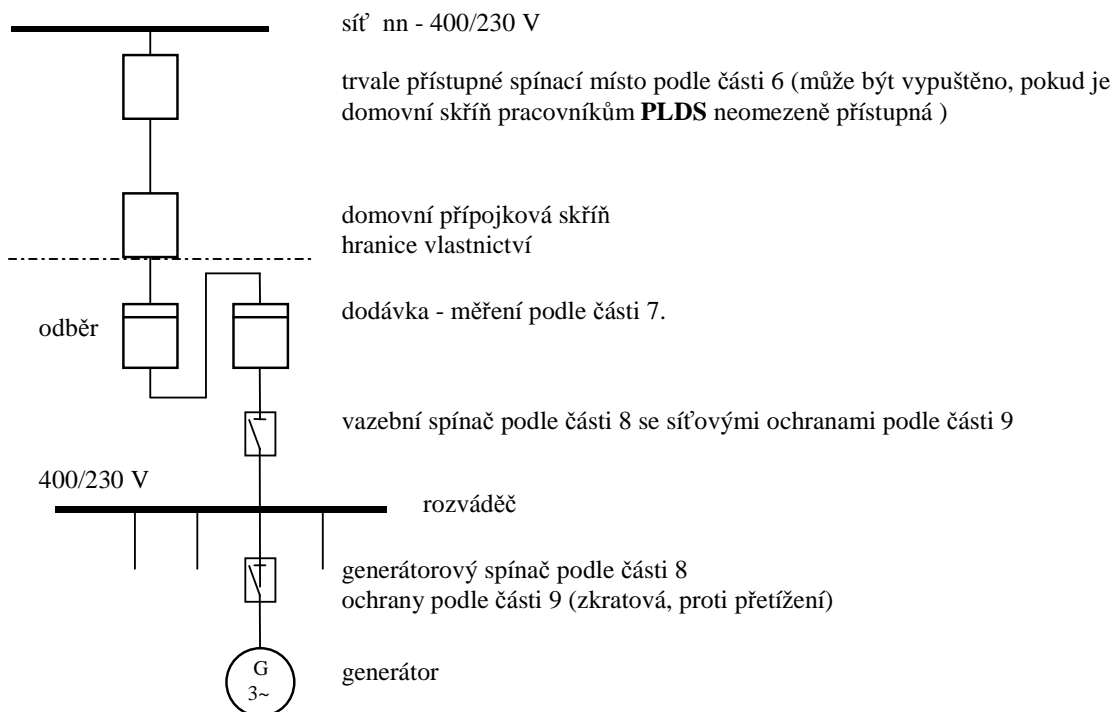 síť nn - 400/230 V
trvale přístupné spínací místo podle části 6 (může být vypuštěno, pokud je
domovní skříň pracovníkům PLDS neomezeně přístupná )
domovní přípojková skříň
hranice vlastnictví
dodávka - měření podle části 7.
odběr
vazební spínač podle části 8 se síťovými ochranami podle části 9
400/230 V
rozváděč
generátorový spínač podle části 8
ochrany podle části 9 (zkratová, proti přetížení)
G
3~
generátor